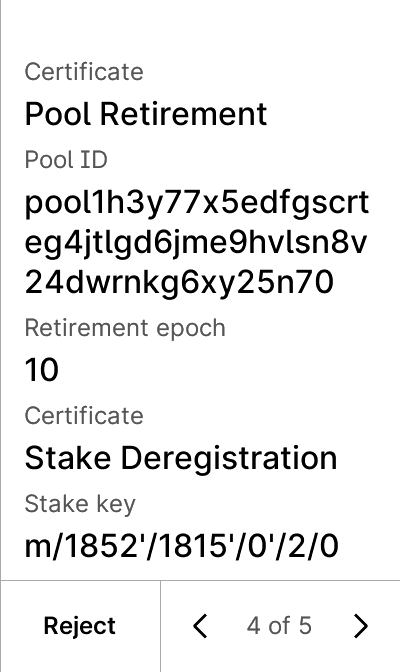 Certificate
Pool Retirement
Pool ID
pool1h3y77x5edfgscrt
eg4jtlgd6jme9hvlsn8v
24dwrnkg6xy25n70
Retirement epoch
10
Certificate
Stake Deregistration
Stake key
m/1852'/1815'/0'/2/0
Reject
4 of 5